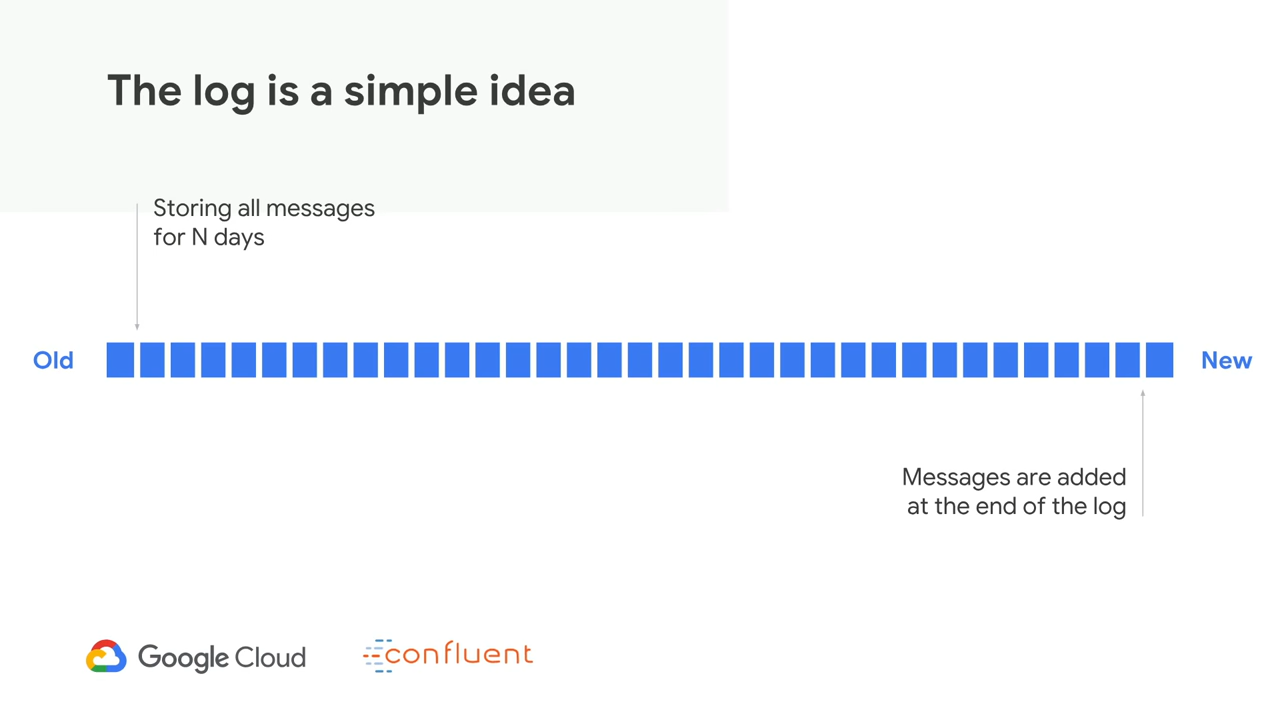 The log is a simple idea
Storing all messages
for N days
Old
New
Messages are added
at the end of the log
Google Cloud
confluent